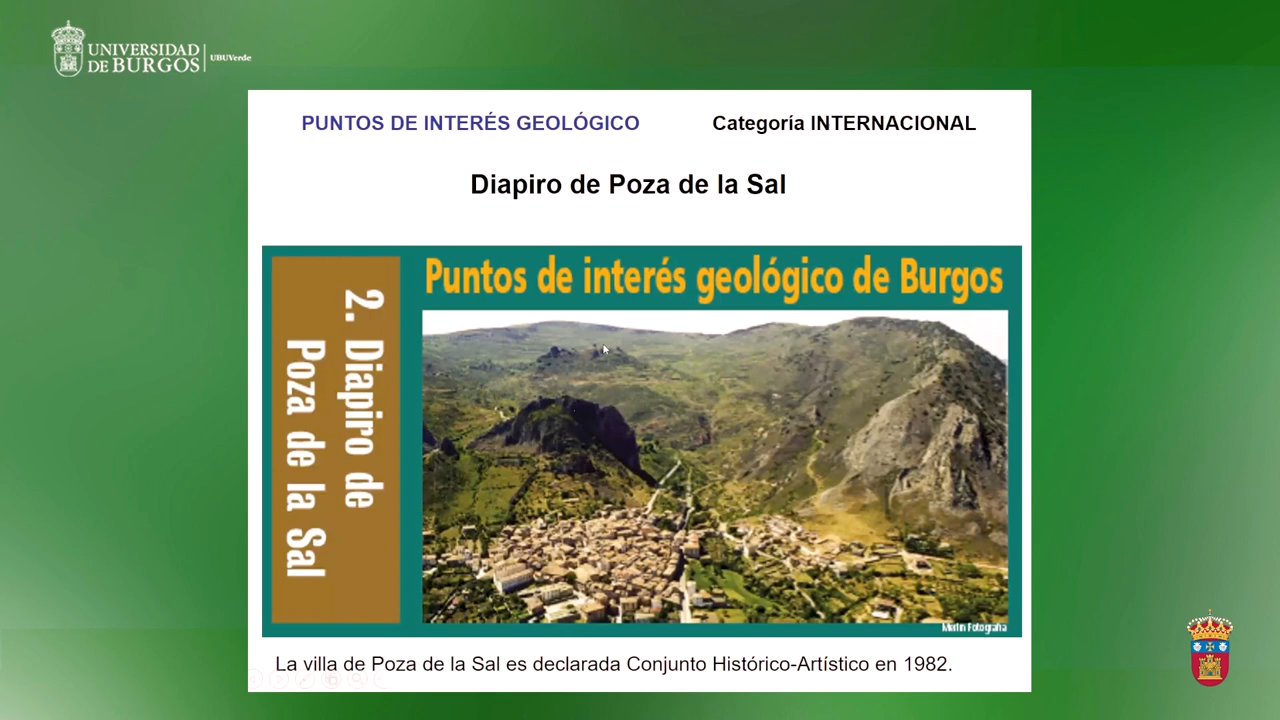 UNIVERSIDAD
DE BURGOS
UBUVerde
PUNTOS DE INTERÉS GEOLÓGICO
Categoría INTERNACIONAL
Diapiro de Poza de la Sal
2. Diapiro de
Poza de la Sal
Puntos de interés geológico de Burgos
Merlín Fotografía
La villa de Poza de la Sal es declarada Conjunto Histórico-Artístico en 1982.